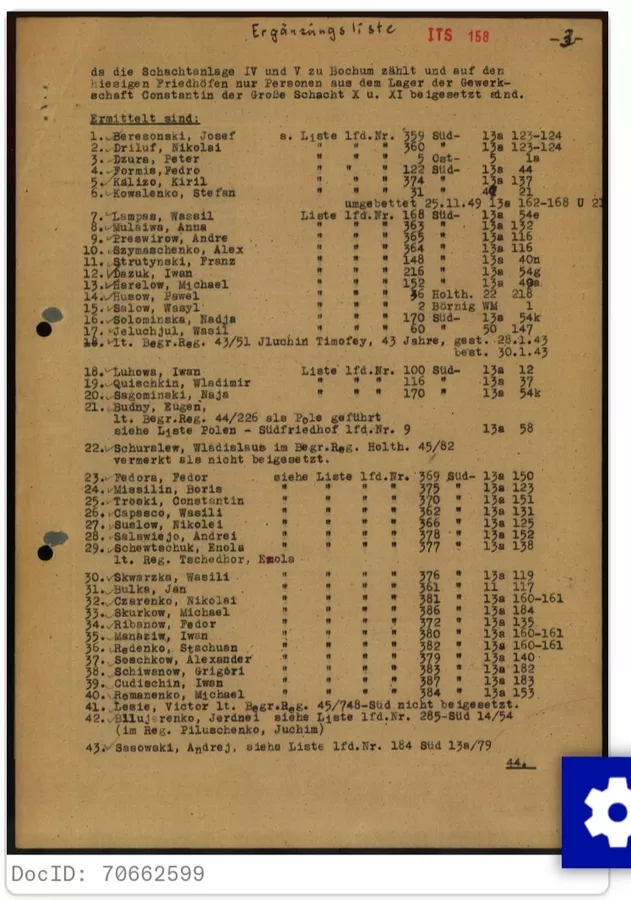 Ergänzungsliste ITS 158 -3-
da die Schachtanlage IV und V zu Bochum zählt und auf den
hiesigen Friedhöfen nur Personen aus dem Lager der Gewerk-
schaft Constantin der Große Schacht X u. XI beigesetzt sind.
Ermittelt sind:
1. Beresonski, Josef s. Liste lfd.Nr. 359 Süd- 13a 123-124
2. Driluf, Nikolai " " " 360 " 13a 123-124
3. Dzura, Peter " " " 5 Ost- 5 1a
4. Formis, Fedro " " " 122 Süd- 13a 44
5. Kalizo, Kiril " " " 374 " 13a 137
6. Kowalenko, Stefan " " " 31 " 21
umgebettet 25.11.49 13a 162-168 U 21
7. Lampas, Wassil Liste lfd.Nr. 168 Süd- 13a 54e
8. Mulaiwa, Anna " " " 363 " 13a 132
9. Preswirow, Andre " " " 365 " 13a 116
10. Szymaschenko, Alex " " " 364 " 13a 116
11. Strutynski, Franz " " " 148 " 13a 40n
12. Dazuk, Iwan " " " 216 " 13a 54g
13. Harelow, Michael " " " 152 " 13a 49a
14. Husow, Pawel " " " 36 Holth. 22 218
15. Salow, Wasyl " " " 2 Börnig WM 1
16. Solominska, Nadja " " " 170 Süd- 13a 54k
17. Jeluchjul, Wasil " " " 60 " 50 147
18. lt. Begr.Reg. 43/51 Jluchin Timofey, 43 Jahre, gest. 28.1.43
best. 30.1.43
18. Luhowa, Iwan Liste lfd.Nr. 100 Süd- 13a 12
19. Quischkin, Wladimir " " " 116 " 13a 37
20. Sagominski, Naja " " " 170 " 13a 54k
21. Budny, Eugen,
lt. Begr.Reg. 44/226 als Pole geführt
siehe Liste Polen - Südfriedhof lfd.Nr. 9 13a 58
22. Schuralew, Wladislaus im Begr.Reg. Holth. 45/82
vermerkt als nicht beigesetzt.
23. Fedora, Fedor siehe Liste lfd.Nr. 369 Süd- 13a 150
24. Missilin, Boris " " " " 375 " 13a 123
25. Troski, Constantin " " " " 370 " 13a 151
26. Capasco, Wasili " " " " 362 " 13a 131
27. Suslow, Nikolei " " " " 366 " 13a 125
28. Salawiejo, Andrei " " " " 378 " 13a 152
29. Schewtschuk, Enola " " " " 377 " 13a 138
lt. Reg. Tschedhor, Emola
30. Skwarzka, Wasili " " " " 376 " 13a 119
31. Bulka, Jan " " " " 361 " 11 117
32. Czarenko, Nikolai " " " " 381 " 13a 160-161
33. Skurkow, Michael " " " " 386 " 13a 184
34. Ribanow, Fedor " " " " 372 " 13a 135
35. Manaziw, Iwan " " " " 380 " 13a 160-161
36. Redenko, Stschuan " " " " 382 " 13a 160-161
37. Soschkow, Alexander " " " " 379 " 13a 140
38. Schiwanow, Grigori " " " " 383 " 13a 182
39. Cudischin, Iwan " " " " 387 " 13a 183
40. Romanenko, Michael " " " " 384 " 13a 153
41. Lesie, Victor lt. Begr.Reg. 45/748-Süd nicht beigesetzt.
42. Jerdnei siehe Liste lfd.Nr. 285-Süd 14/54
(im Reg. Piluschenko, Juchim)
43. Sasowski, Andrej, siehe Liste lfd.Nr. 184 Süd 13a/79
44.
DocID: 70662599